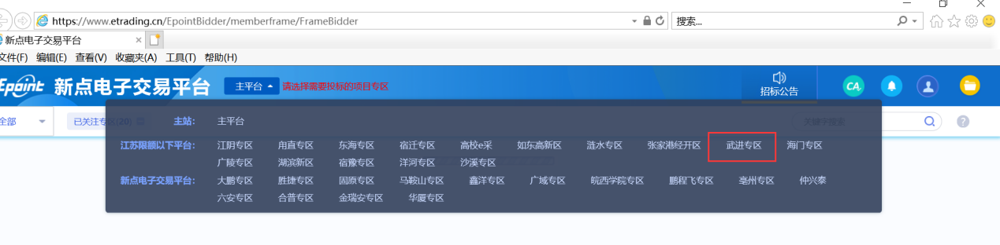 https://www.etrading.cn/EpointBidder/memberframe/FrameBidder 搜索...
新点电子交易平台
文件(F) 编辑(E) 查看(V) 收藏夹(A) 工具(T) 帮助(H)
Epoint 新点电子交易平台 主平台 请选择需要投标的项目专区 招标公告 CA
全部 已关注专区(20) 主站: 主平台 关键字搜索
江苏限额以下平台: 江阴专区 甪直专区 东海专区 宿迁专区 高校e采 如东高新区 涟水专区 张家港经开区 武进专区 海门专区
广陵专区 湖滨新区 宿豫专区 洋河专区 沙溪专区
新点电子交易平台: 大鹏专区 胜捷专区 固原专区 马鞍山专区 鑫洋专区 广域专区 皖西学院专区 鹏程飞专区 亳州专区 仲兴泰
六安专区 合普专区 金瑞安专区 华厦专区